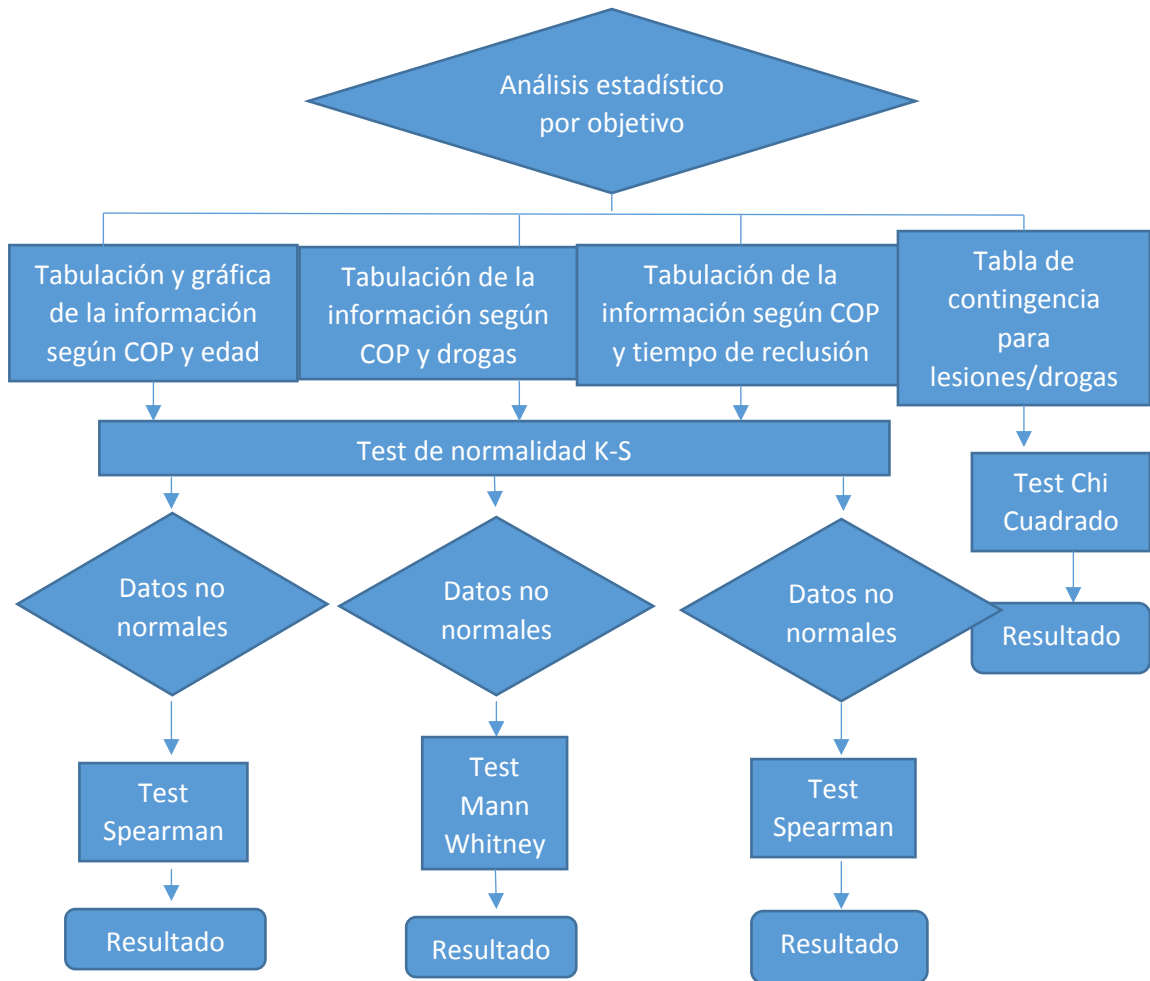 Análisis estadístico
por objetivo
Tabulación y gráfica
de la información
según COP y edad
Tabulación de la
información según
COP y drogas
Tabulación de la
información según COP
y tiempo de reclusión
Tabla de
contingencia
para
lesiones/drogas
Test de normalidad K-S
Test Chi
Cuadrado
Datos no
normales
Datos no
normales
Datos no
normales
Resultado
Test
Spearman
Test
Mann
Whitney
Test
Spearman
Resultado
Resultado
Resultado